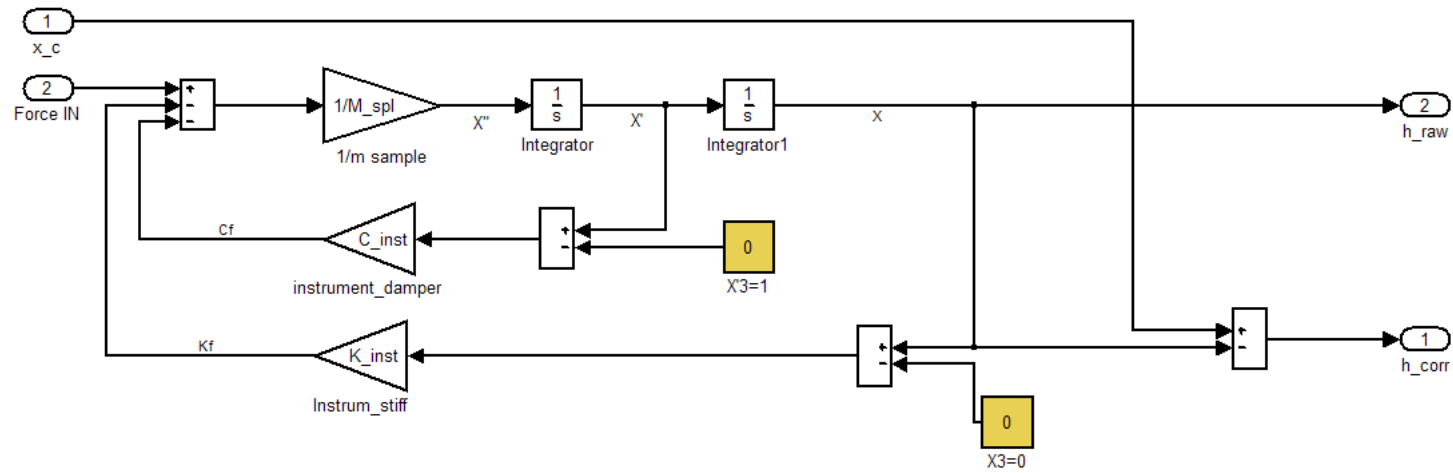 1
x_c
2
Force IN
+
-
-
1/M_spl
1/m sample
X"
1
s
Integrator
X'
1
s
Integrator1
X
2
h_raw
Cf
C_inst
instrument_damper
+
-
0
X'3=1
Kf
K_inst
Instrum_stiff
+
-
0
X3=0
+
-
1
h_corr